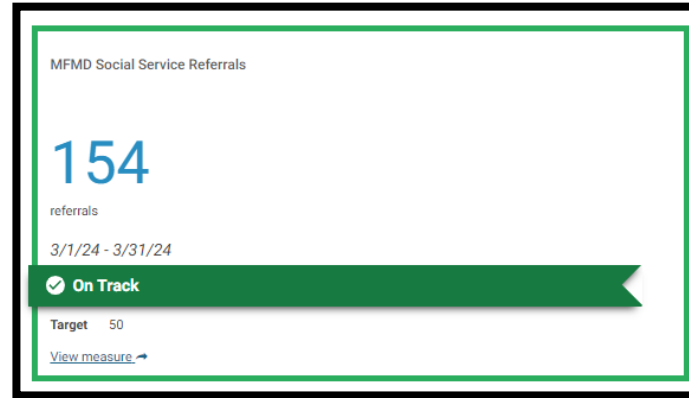 MFMD Social Service Referrals
154
referrals
3/1/24 - 3/31/24
On Track
Target 50
View measure